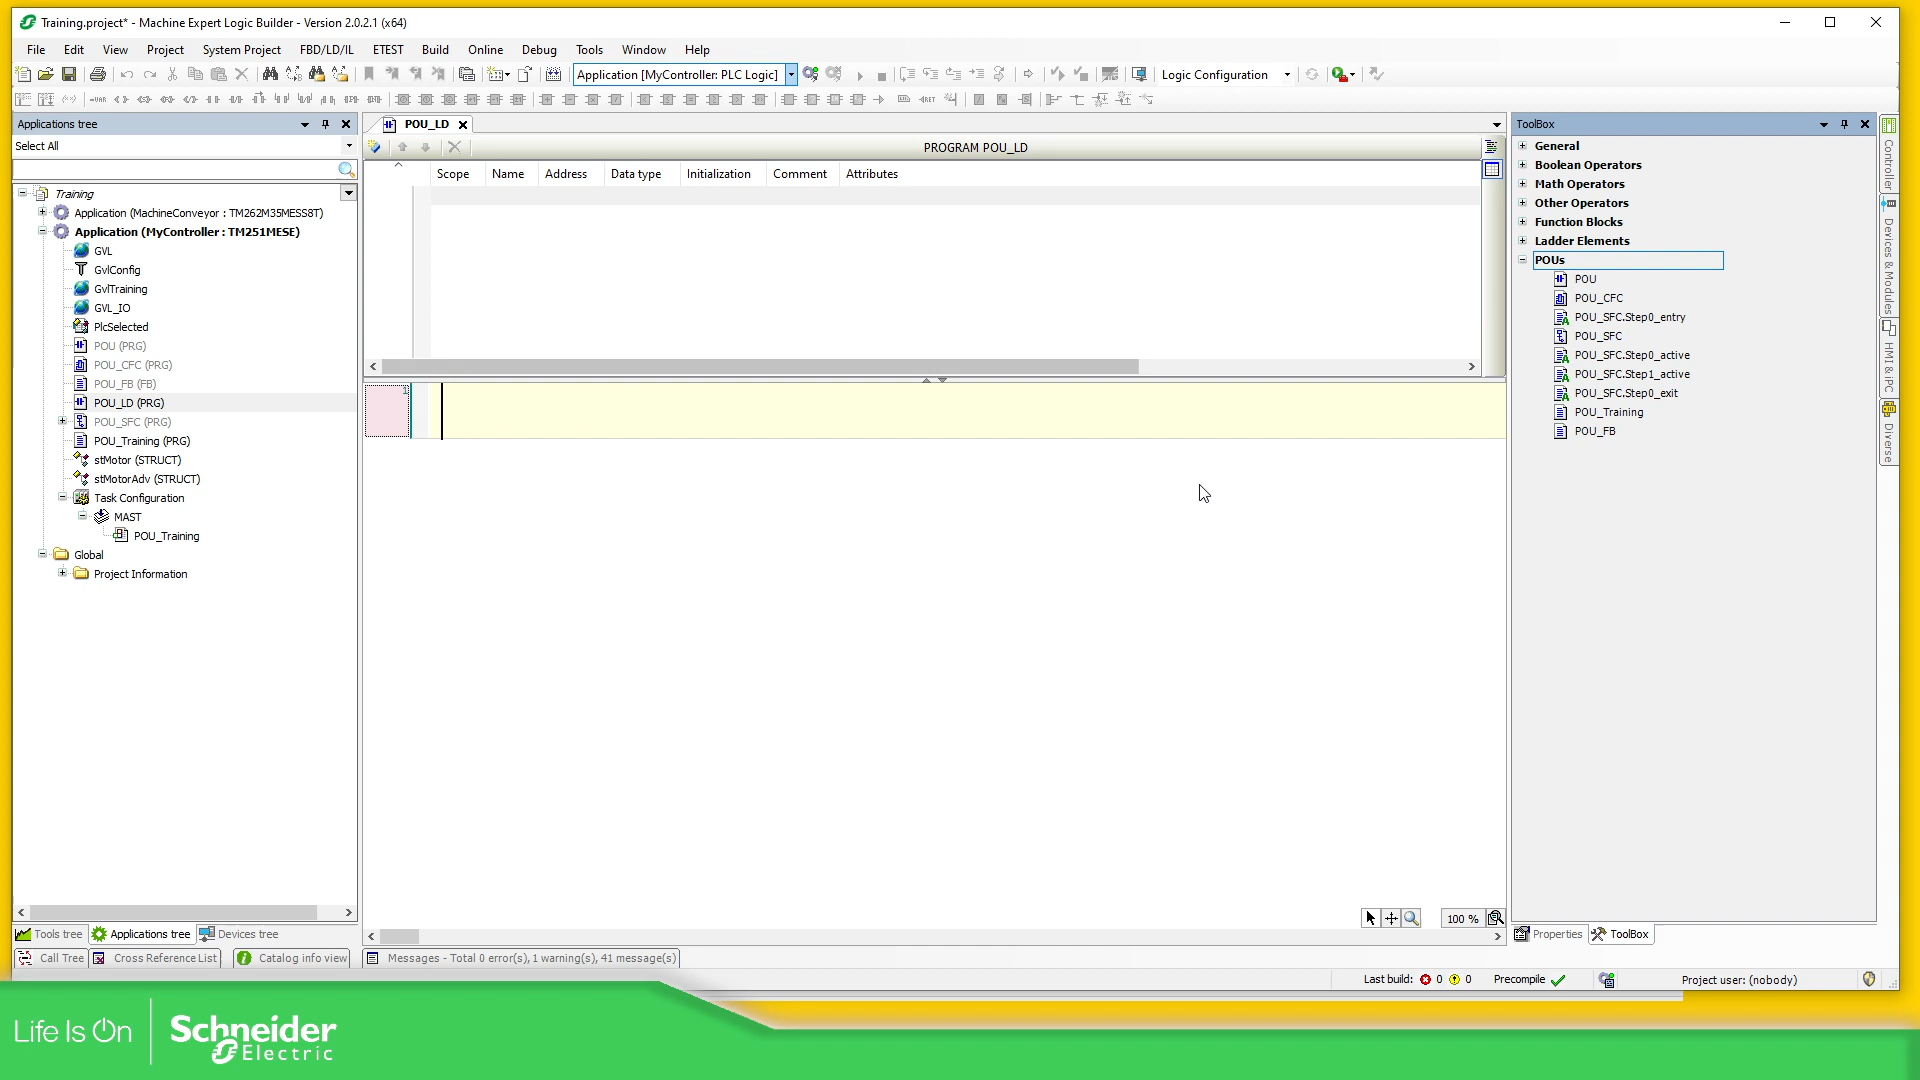 Training.project* - Machine Expert Logic Builder - Version 2.0.2.1 (x64)
File Edit View Project System Project FBD/LD/IL ETEST Build Online Debug Tools Window Help
Application [MyController: PLC Logic] Logic Configuration
Applications tree
Select All
Training
Application (MachineConveyor : TM262M35MESS8T)
Application (MyController : TM251MESE)
GVL
GvlConfig
GvlTraining
GVL_IO
PlcSelected
POU (PRG)
POU_CFC (PRG)
POU_FB (FB)
POU_LD (PRG)
POU_SFC (PRG)
POU_Training (PRG)
stMotor (STRUCT)
stMotorAdv (STRUCT)
Task Configuration
MAST
POU_Training
Global
Project Information
Tools tree Applications tree Devices tree
Call Tree Cross Reference List Catalog info view
POU_LD
PROGRAM POU_LD
Scope Name Address Data type Initialization Comment Attributes
1
100 %
Messages - Total 0 error(s), 1 warning(s), 41 message(s)
ToolBox
General
Boolean Operators
Math Operators
Other Operators
Function Blocks
Ladder Elements
POUs
POU
POU_CFC
POU_SFC.Step0_entry
POU_SFC
POU_SFC.Step0_active
POU_SFC.Step1_active
POU_SFC.Step0_exit
POU_Training
POU_FB
Properties ToolBox
Controller
Devices & Modules
HMI & iPC
Diverse
Last build: 0 0 Precompile Project user: (nobody)
Life Is On
Schneider
Electric